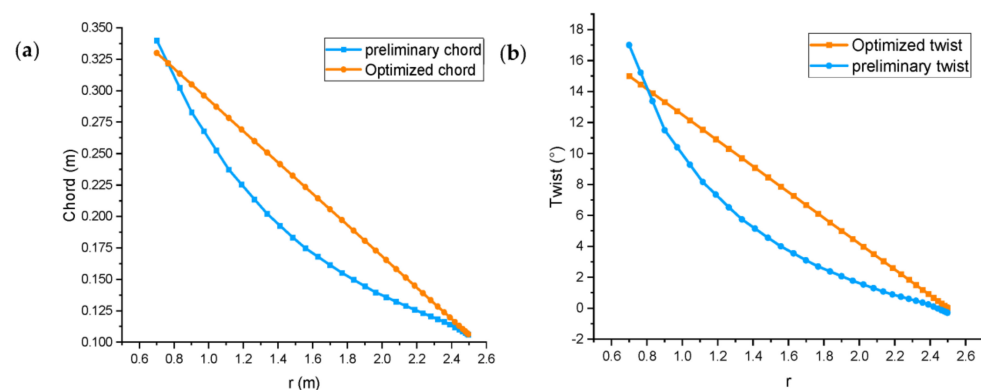 (a)
preliminary chord
Optimized chord
Chord (m)
0.350
0.325
0.300
0.275
0.250
0.225
0.200
0.175
0.150
0.125
0.100
0.6 0.8 1.0 1.2 1.4 1.6 1.8 2.0 2.2 2.4 2.6
r (m)
(b)
Optimized twist
preliminary twist
Twist (°)
18
16
14
12
10
8
6
4
2
0
-2
0.6 0.8 1.0 1.2 1.4 1.6 1.8 2.0 2.2 2.4 2.6
r